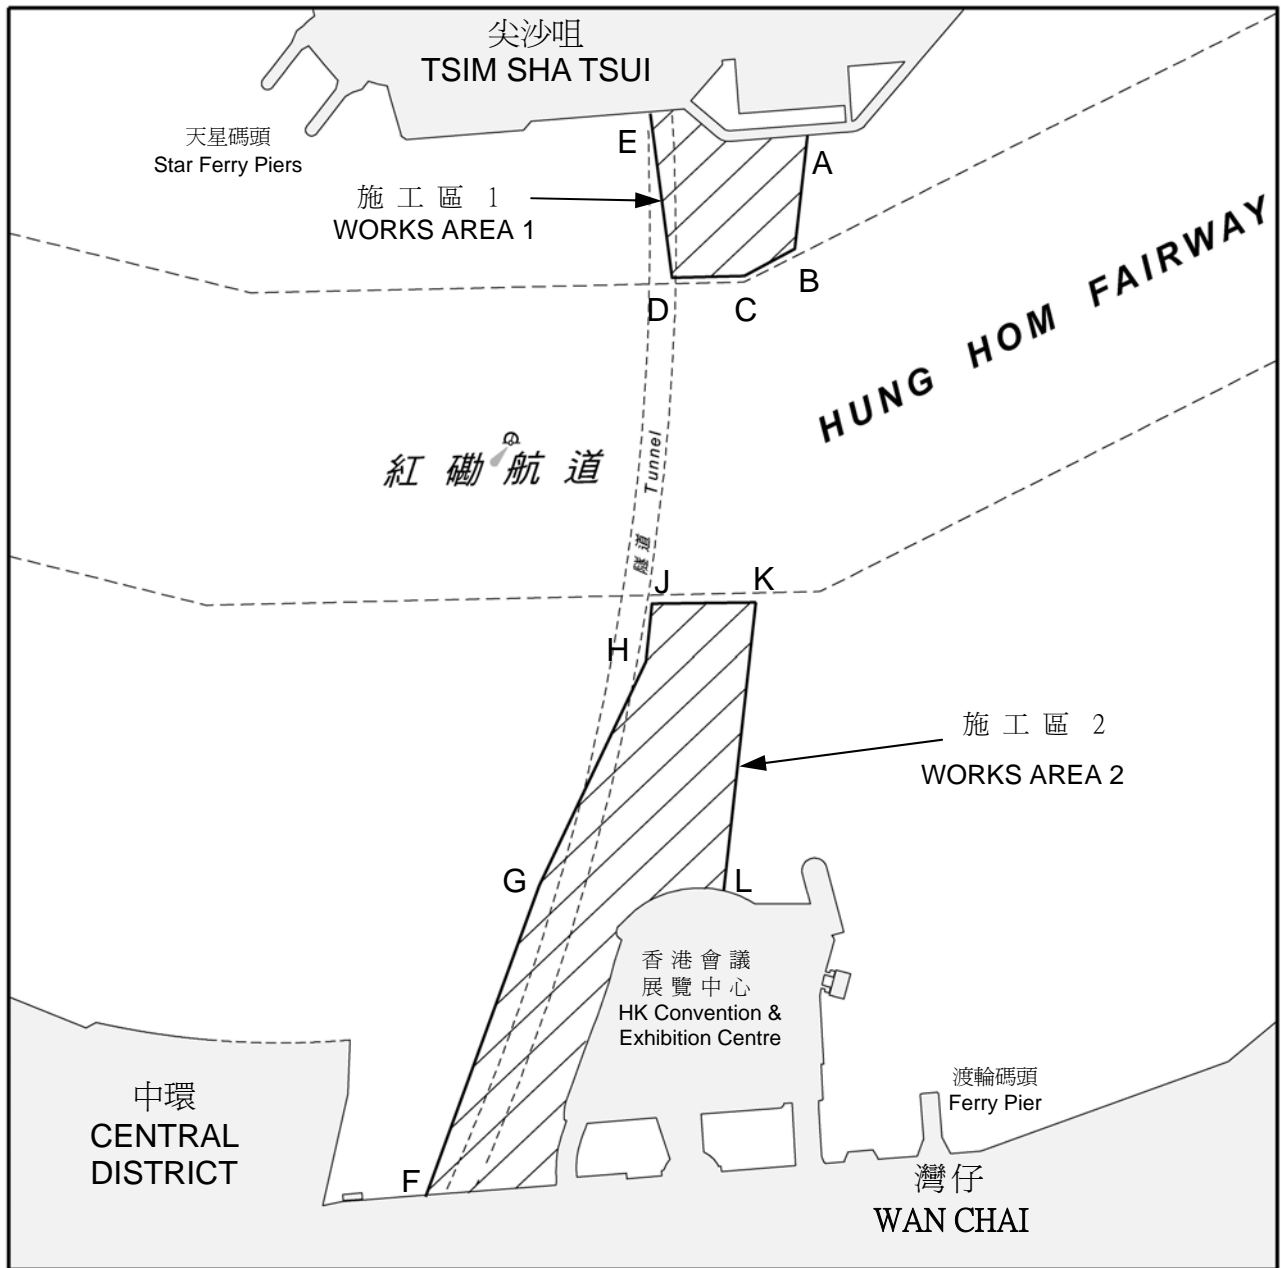 尖沙咀
TSIM SHA TSUI
天星碼頭
Star Ferry Piers
E
A
施工區 1
WORKS AREA 1
B
D
C
HUNG HOM FAIRWAY
紅磡航道
隧道 Tunnel
J
K
H
施工區 2
WORKS AREA 2
G
L
香港會議
展覽中心
HK Convention &
Exhibition Centre
中環
CENTRAL
DISTRICT
渡輪碼頭
Ferry Pier
F
灣仔
WAN CHAI